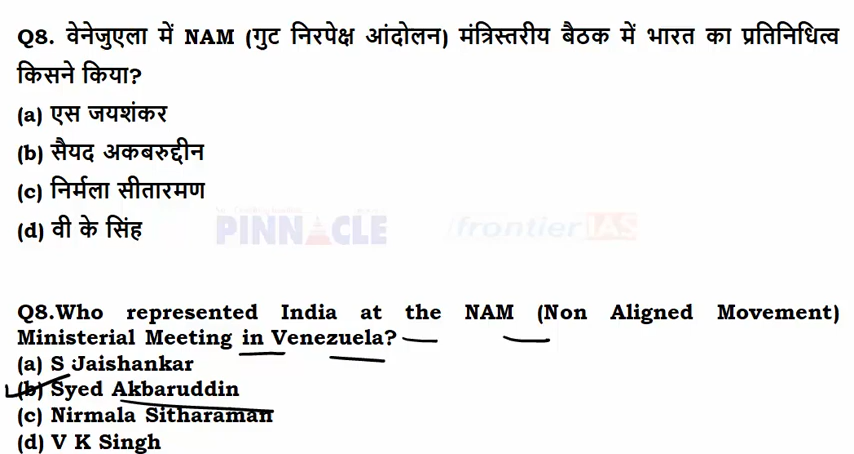 Q8. वेनेजुएला में NAM (गुट निरपेक्ष आंदोलन) मंत्रिस्तरीय बैठक में भारत का प्रतिनिधित्व
किसने किया?
(a) एस जयशंकर
(b) सैयद अकबरुद्दीन
(c) निर्मला सीतारमण
(d) वी के सिंह
PINNACLE frontier IAS
Q8.Who represented India at the NAM (Non Aligned Movement)
Ministerial Meeting in Venezuela?
(a) S Jaishankar
(b) Syed Akbaruddin
(c) Nirmala Sitharaman
(d) V K Singh